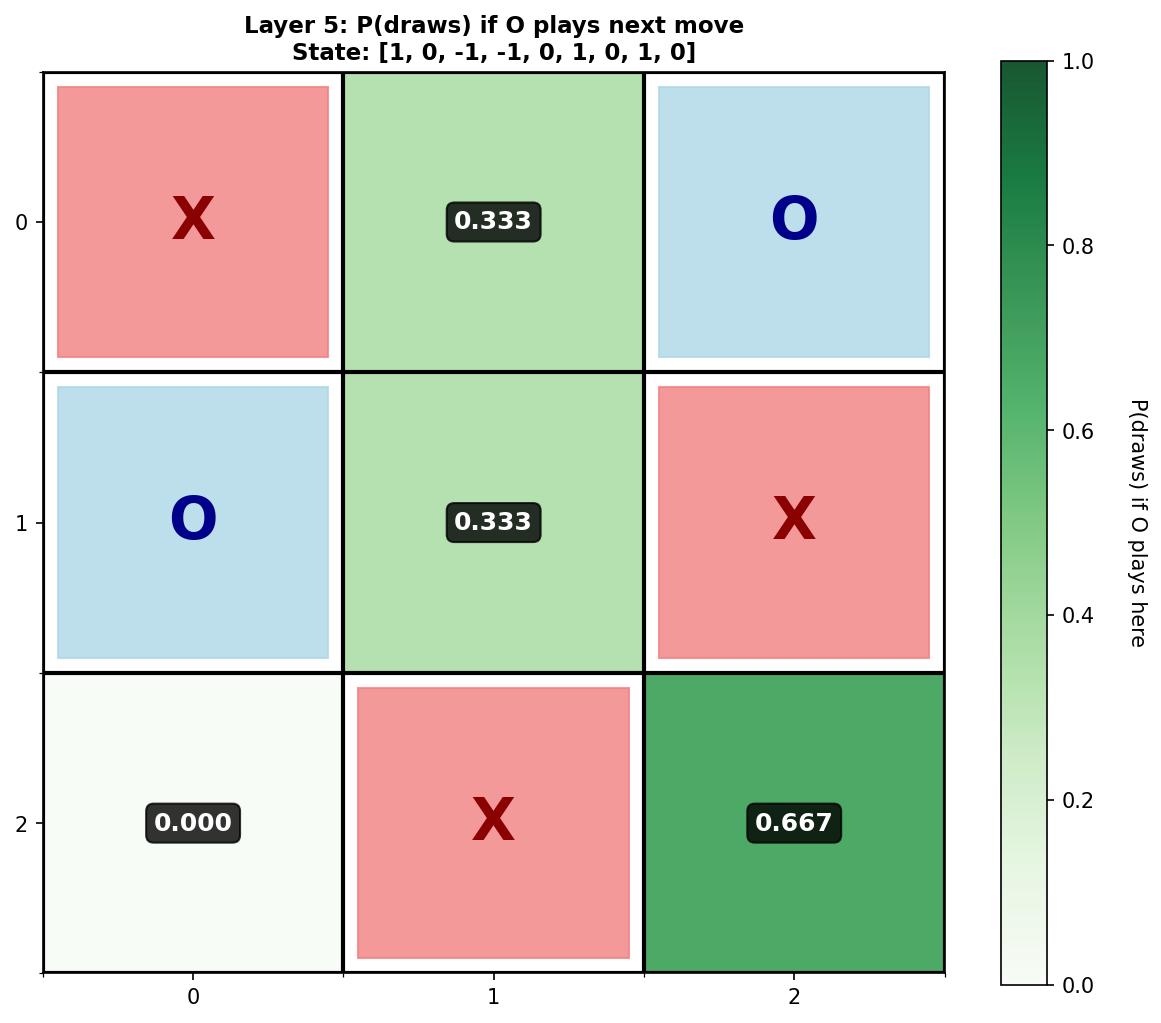 Layer 5: P(draws) if O plays next move
State: [1, 0, -1, -1, 0, 1, 0, 1, 0]
0
X
0.333
O
1
O
0.333
X
2
0.000
X
0.667
0
1
2
1.0
0.8
0.6
0.4
0.2
0.0
P(draws) if O plays here